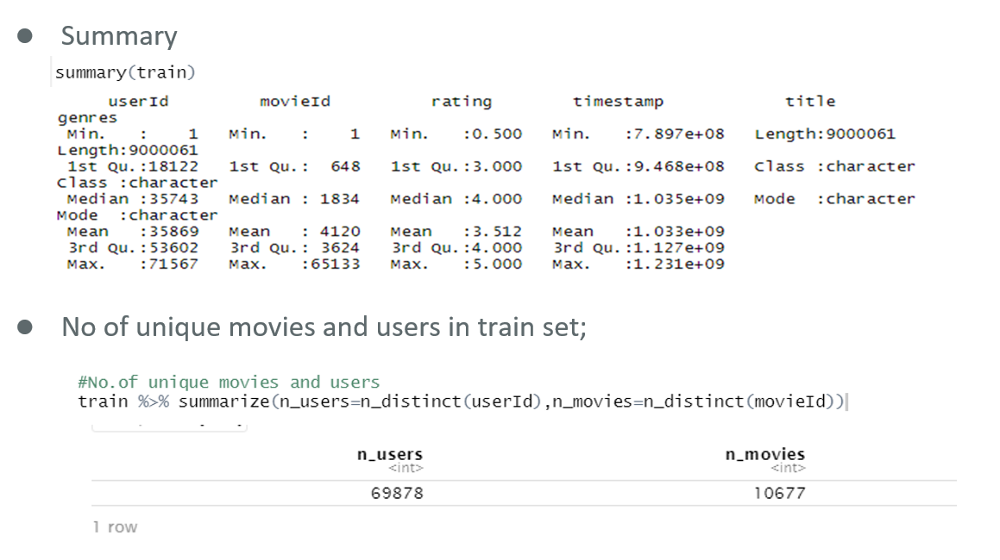 Summary
summary(train)
userId movieId rating timestamp title
genres
Min. : 1 Min. : 1 Min. :0.500 Min. :7.897e+08 Length:9000061
Length:9000061
1st Qu.:18122 1st Qu.: 648 1st Qu.:3.000 1st Qu.:9.468e+08 Class :character
Class :character
Median :35743 Median : 1834 Median :4.000 Median :1.035e+09 Mode :character
Mode :character
Mean :35869 Mean : 4120 Mean :3.512 Mean :1.033e+09
3rd Qu.:53602 3rd Qu.: 3624 3rd Qu.:4.000 3rd Qu.:1.127e+09
Max. :71567 Max. :65133 Max. :5.000 Max. :1.231e+09
No of unique movies and users in train set;
#No.of unique movies and users
train %>% summarize(n_users=n_distinct(userId),n_movies=n_distinct(movieId))
n_users n_movies
<int> <int>
69878 10677
1 row